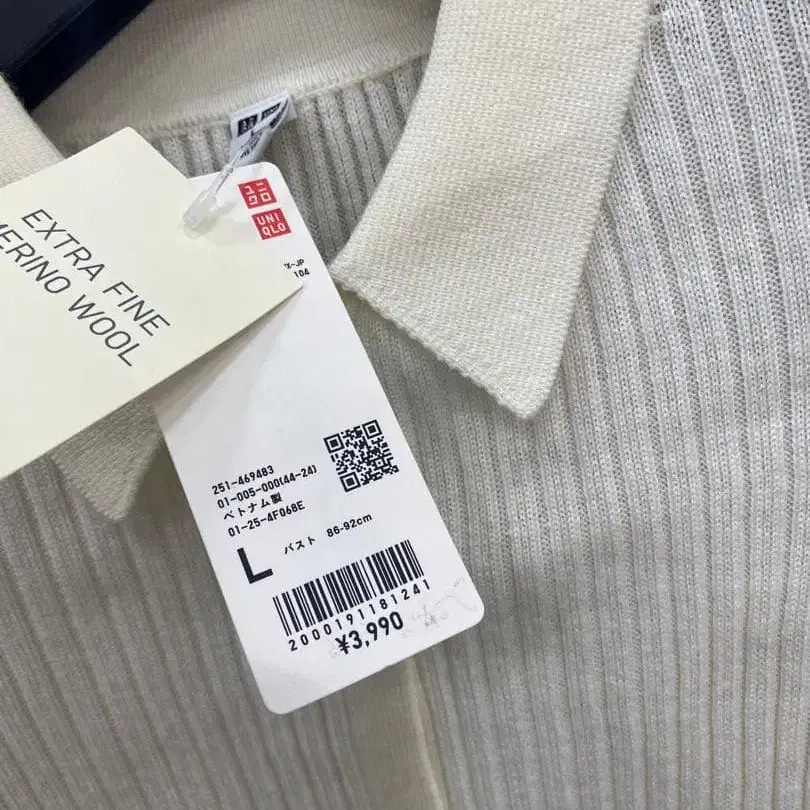 EXTRA FINE
MERINO WOOL
ユニ
クロ
UNI
QLO
104
251-469483
01-005-000(44-24)
ベトナム製
01-25-4F068E
L バスト 86-92cm
2000191181241
¥3,990